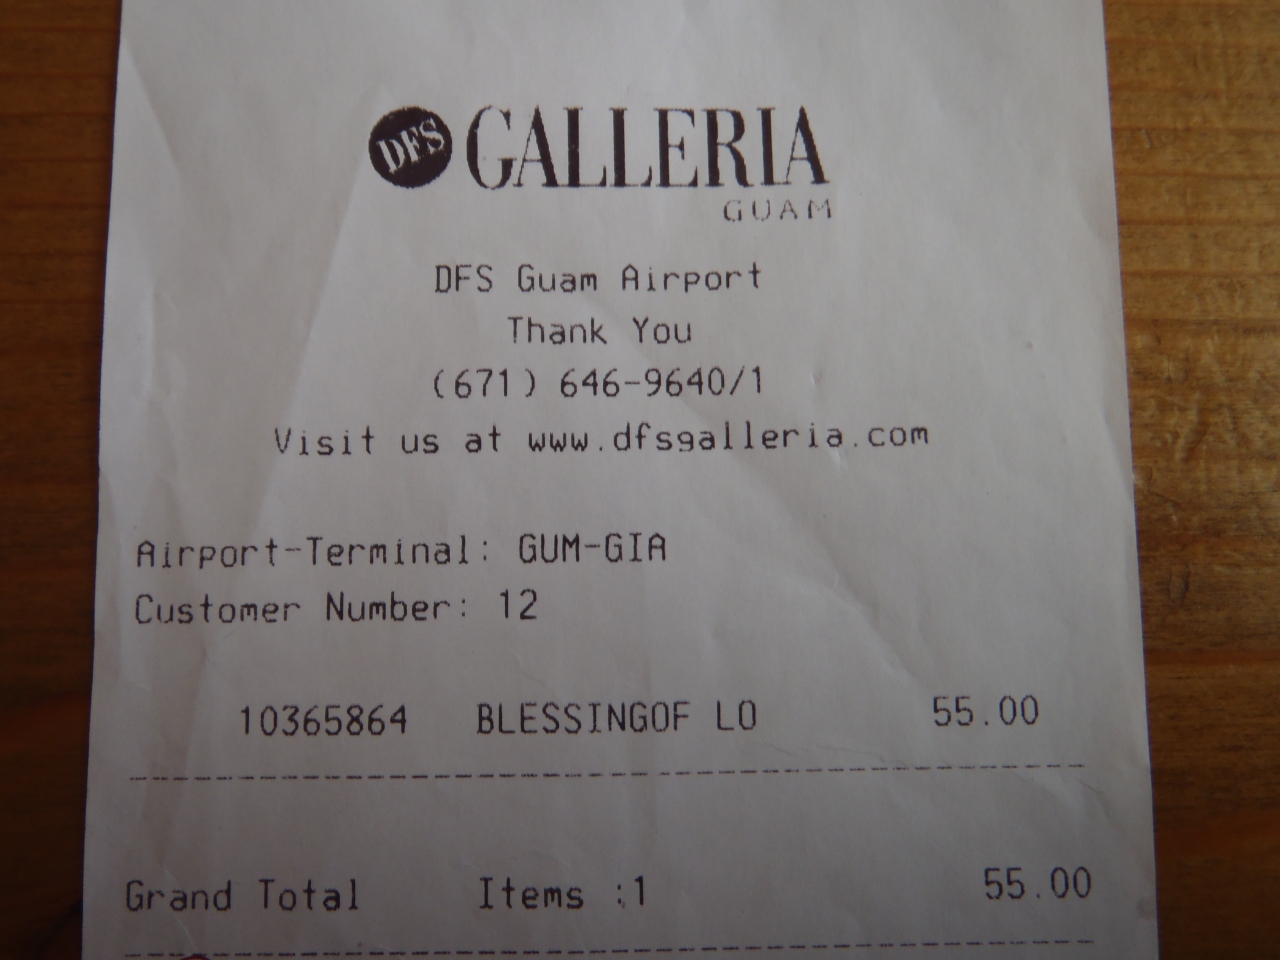 DFS GALLERIA
GUAM
DFS Guam Airport
Thank You
(671) 646-9640/1
Visit us at www.dfsgalleria.com
Airport-Terminal: GUM-GIA
Customer Number: 12
10365864 BLESSINGOF LO 55.00
Grand Total Items :1 55.00